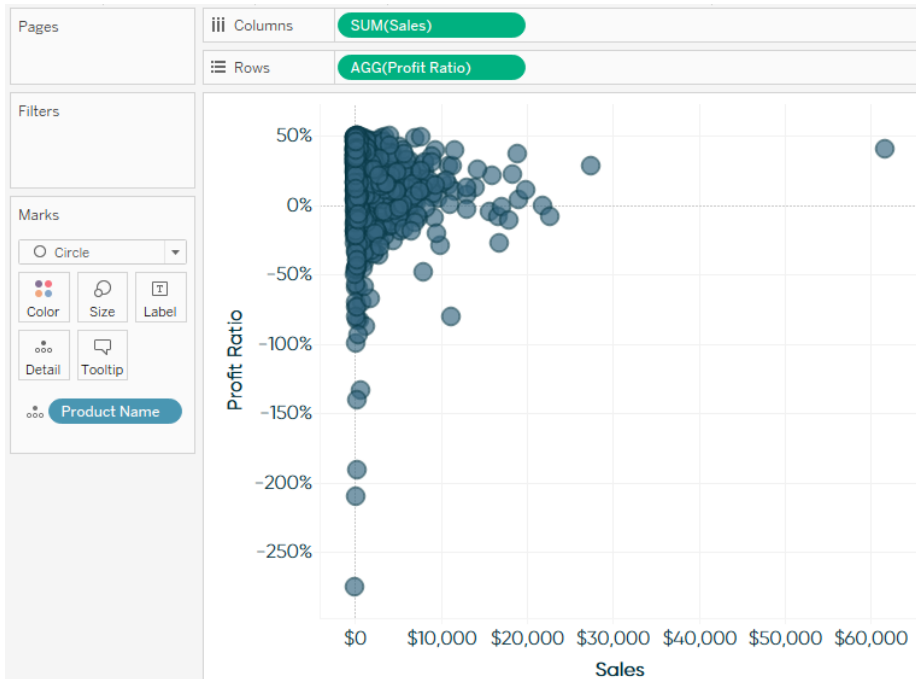 Pages
Columns
SUM(Sales)
Rows
AGG(Profit Ratio)
Filters
Marks
Circle
Color
Size
Label
Detail
Tooltip
Product Name
Profit Ratio
50%
0%
-50%
-100%
-150%
-200%
-250%
$0
$10,000
$20,000
$30,000
$40,000
$50,000
$60,000
Sales